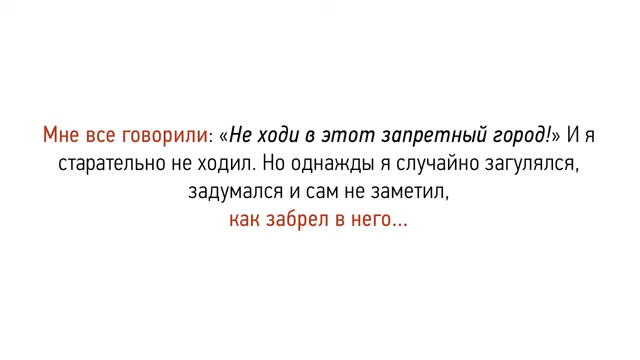 Мне все говорили: «Не ходи в этот запретный город!» И я
старательно не ходил. Но однажды я случайно загулялся,
задумался и сам не заметил,
как забрел в него...